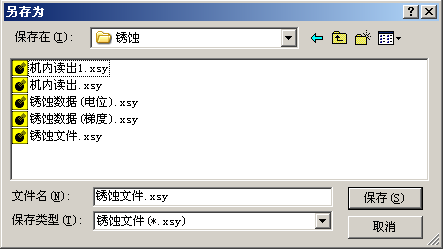 另存为
保存在(I):
锈蚀
机内读出1.xsy
机内读出.xsy
锈蚀数据(电位).xsy
锈蚀数据(梯度).xsy
锈蚀文件.xsy
文件名(N):
锈蚀文件.xsy
保存(S)
保存类型(T):
锈蚀文件(*.xsy)
取消